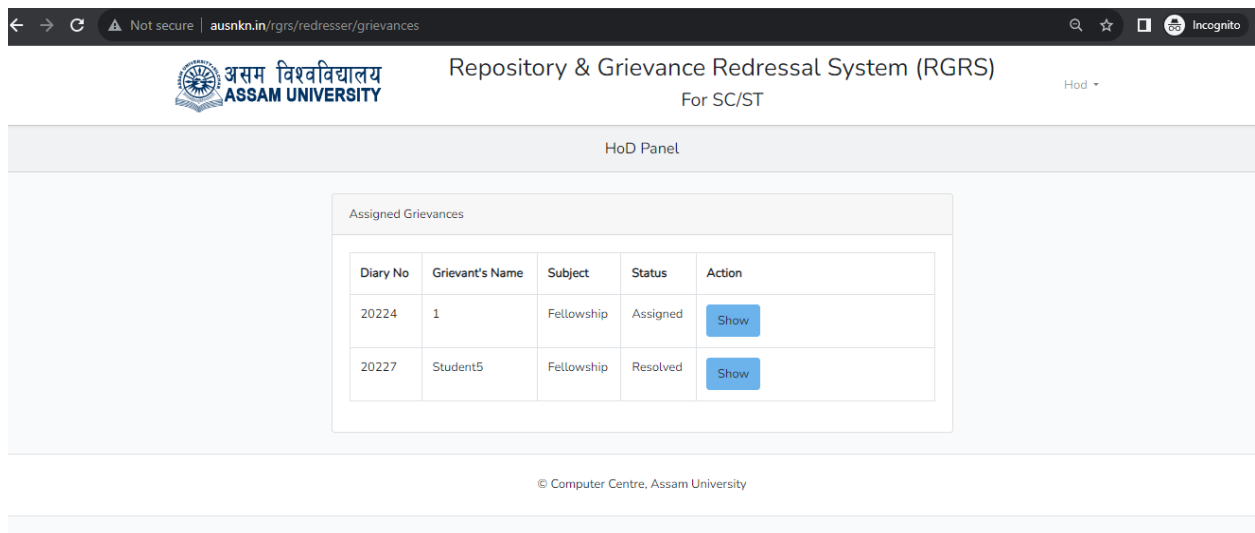 Not secure | ausnkn.in/rgrs/redresser/grievances
Incognito
असम विश्वविद्यालय
ASSAM UNIVERSITY
Repository & Grievance Redressal System (RGRS)
For SC/ST
Hod
HoD Panel
Assigned Grievances
Diary No Grievant's Name Subject Status Action
20224 1 Fellowship Assigned Show
20227 Student5 Fellowship Resolved Show
© Computer Centre, Assam University